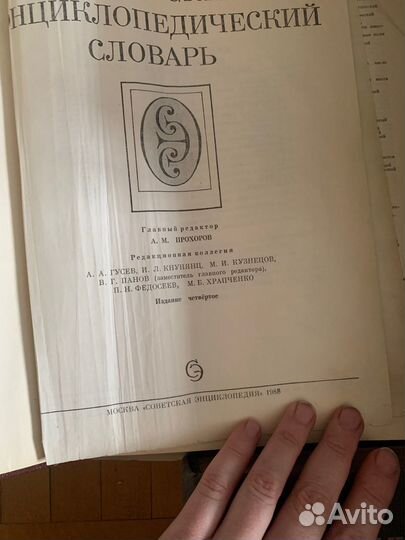 ЭНЦИКЛОПЕДИЧЕСКИЙ
СЛОВАРЬ
Главный редактор
А. М. ПРОХОРОВ
Редакционная коллегия
А. А. ГУСЕВ, И. Л. КНУНЯНЦ, М. И. КУЗНЕЦОВ,
В. Г. ПАНОВ (заместитель главного редактора),
П. Н. ФЕДОСЕЕВ, М. Б. ХРАПЧЕНКО
Издание четвёртое
МОСКВА «СОВЕТСКАЯ ЭНЦИКЛОПЕДИЯ» 1988
Avito